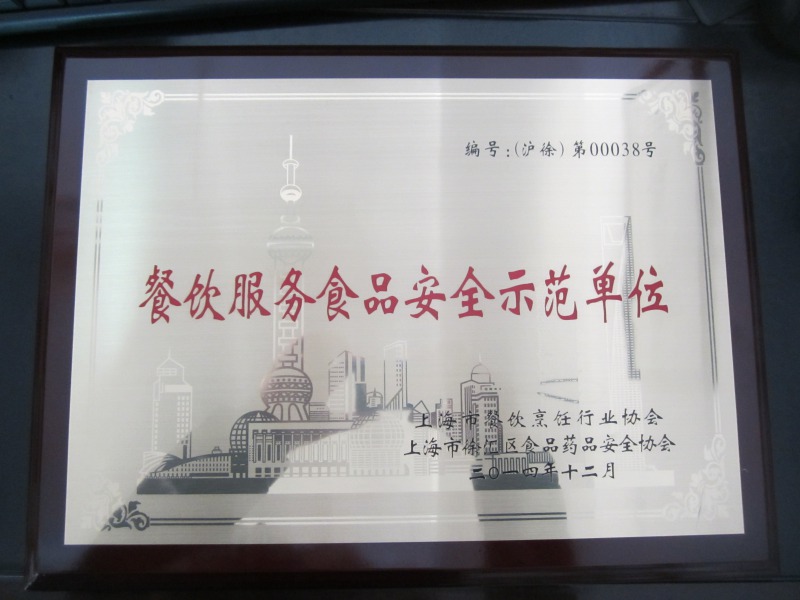 编号:(沪徐)第00038号
餐饮服务食品安全示范单位
上海市餐饮烹饪行业协会
上海市徐汇区食品药品安全协会
三〇一四年十二月